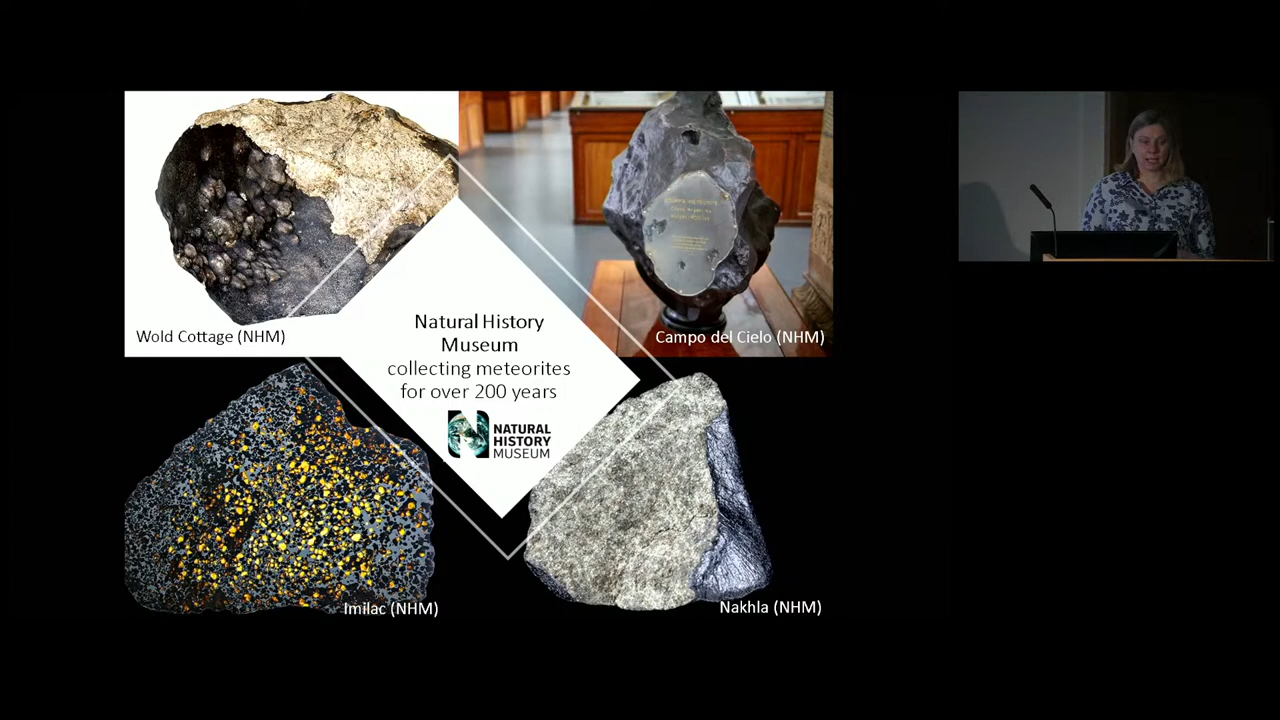 Wold Cottage (NHM)
Campo del Cielo (NHM)
Natural History
Museum
collecting meteorites
for over 200 years
NATURAL
HISTORY
MUSEUM
Imilac (NHM)
Nakhla (NHM)